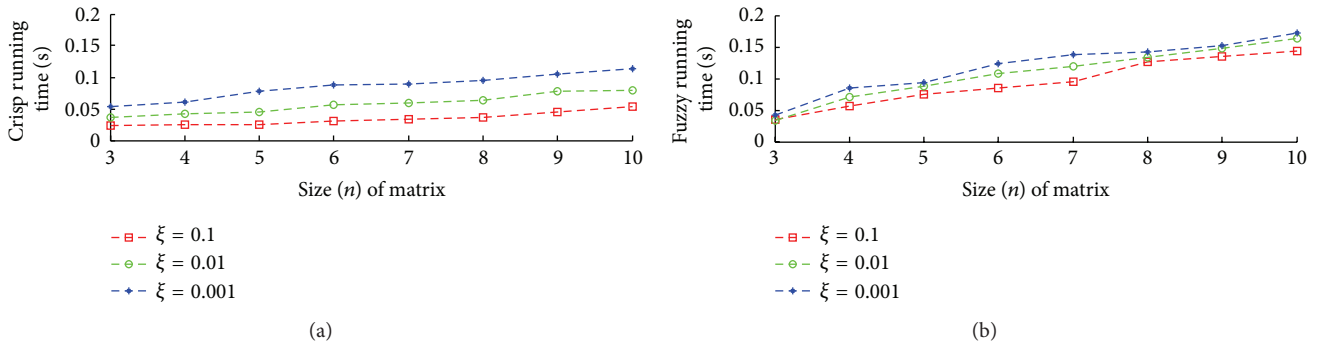 Crisp running
time (s)
0.2
0.15
0.1
0.05
0
3 4 5 6 7 8 9 10
Size (n) of matrix
ξ = 0.1
ξ = 0.01
ξ = 0.001
(a)
Fuzzy running
time (s)
0.2
0.15
0.1
0.05
0
3 4 5 6 7 8 9 10
Size (n) of matrix
ξ = 0.1
ξ = 0.01
ξ = 0.001
(b)